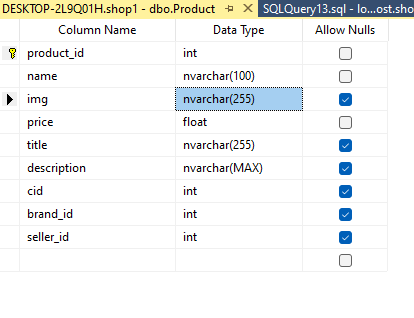 DESKTOP-2L9Q01H.shop1 - dbo.Product
SQLQuery13.sql - lo...ost.sho
Column Name Data Type Allow Nulls
product_id int
name nvarchar(100)
img nvarchar(255)
price float
title nvarchar(255)
description nvarchar(MAX)
cid int
brand_id int
seller_id int